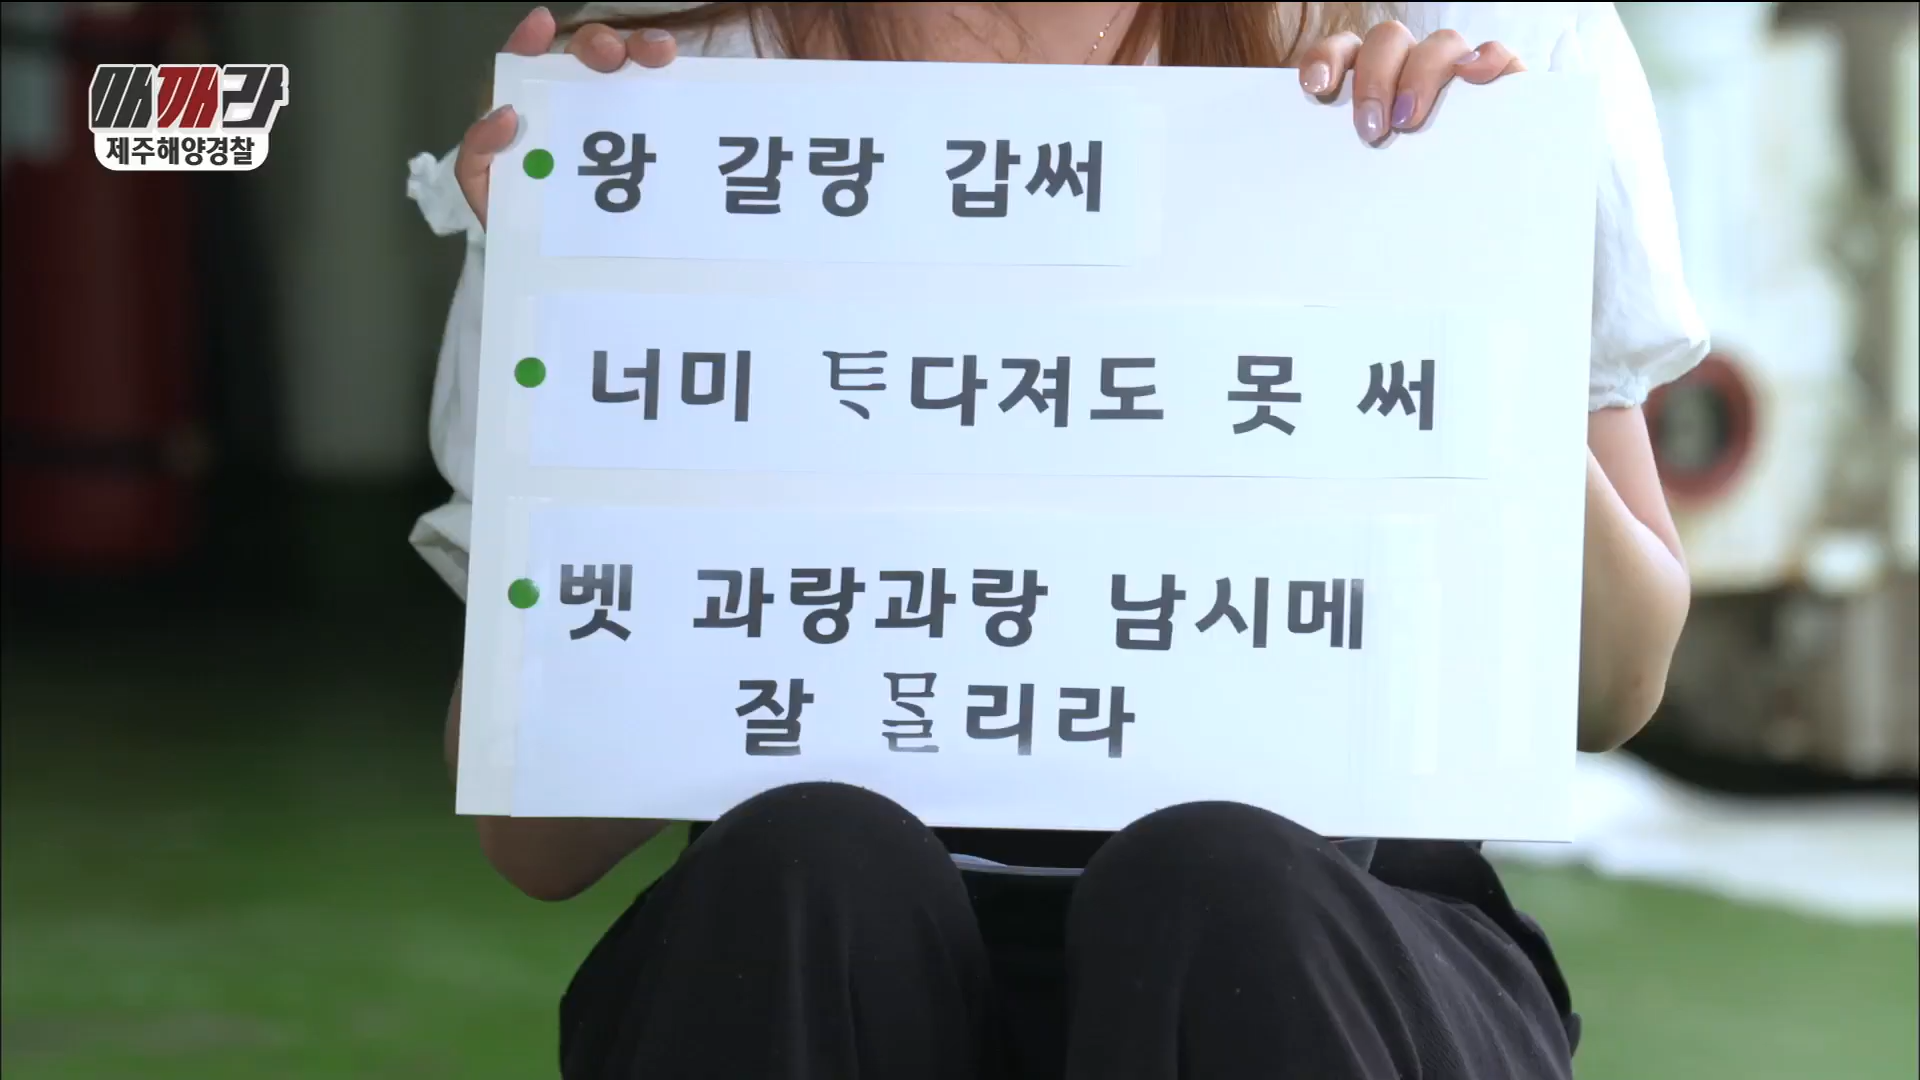 매깨라
제주해양경찰
왕 갈랑 갑써
너미 ᄐᆞ다져도 못 써
벳 과랑과랑 남시메
잘 ᄆᆞᆯ리라